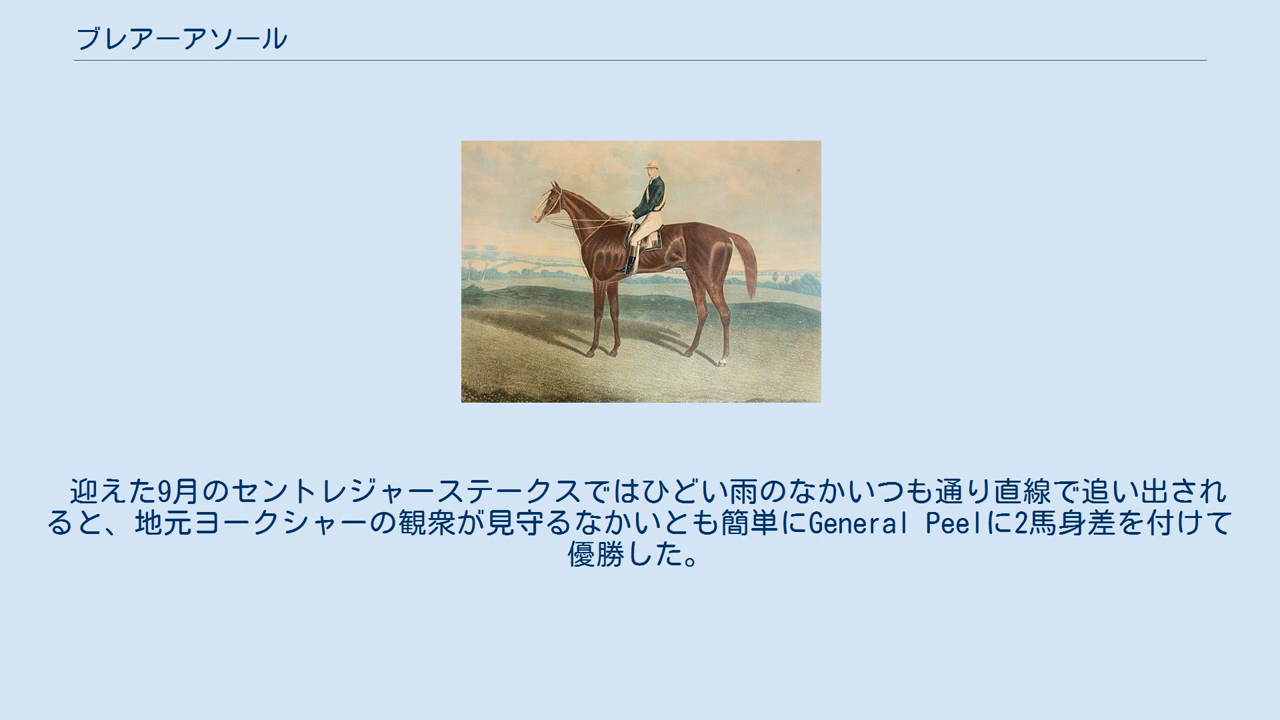 ブレアーアソール
迎えた9月のセントレジャーステークスではひどい雨のなかいつも通り直線で追い出され
ると、地元ヨークシャーの観衆が見守るなかいとも簡単にGeneral Peelに2馬身差を付けて
優勝した。